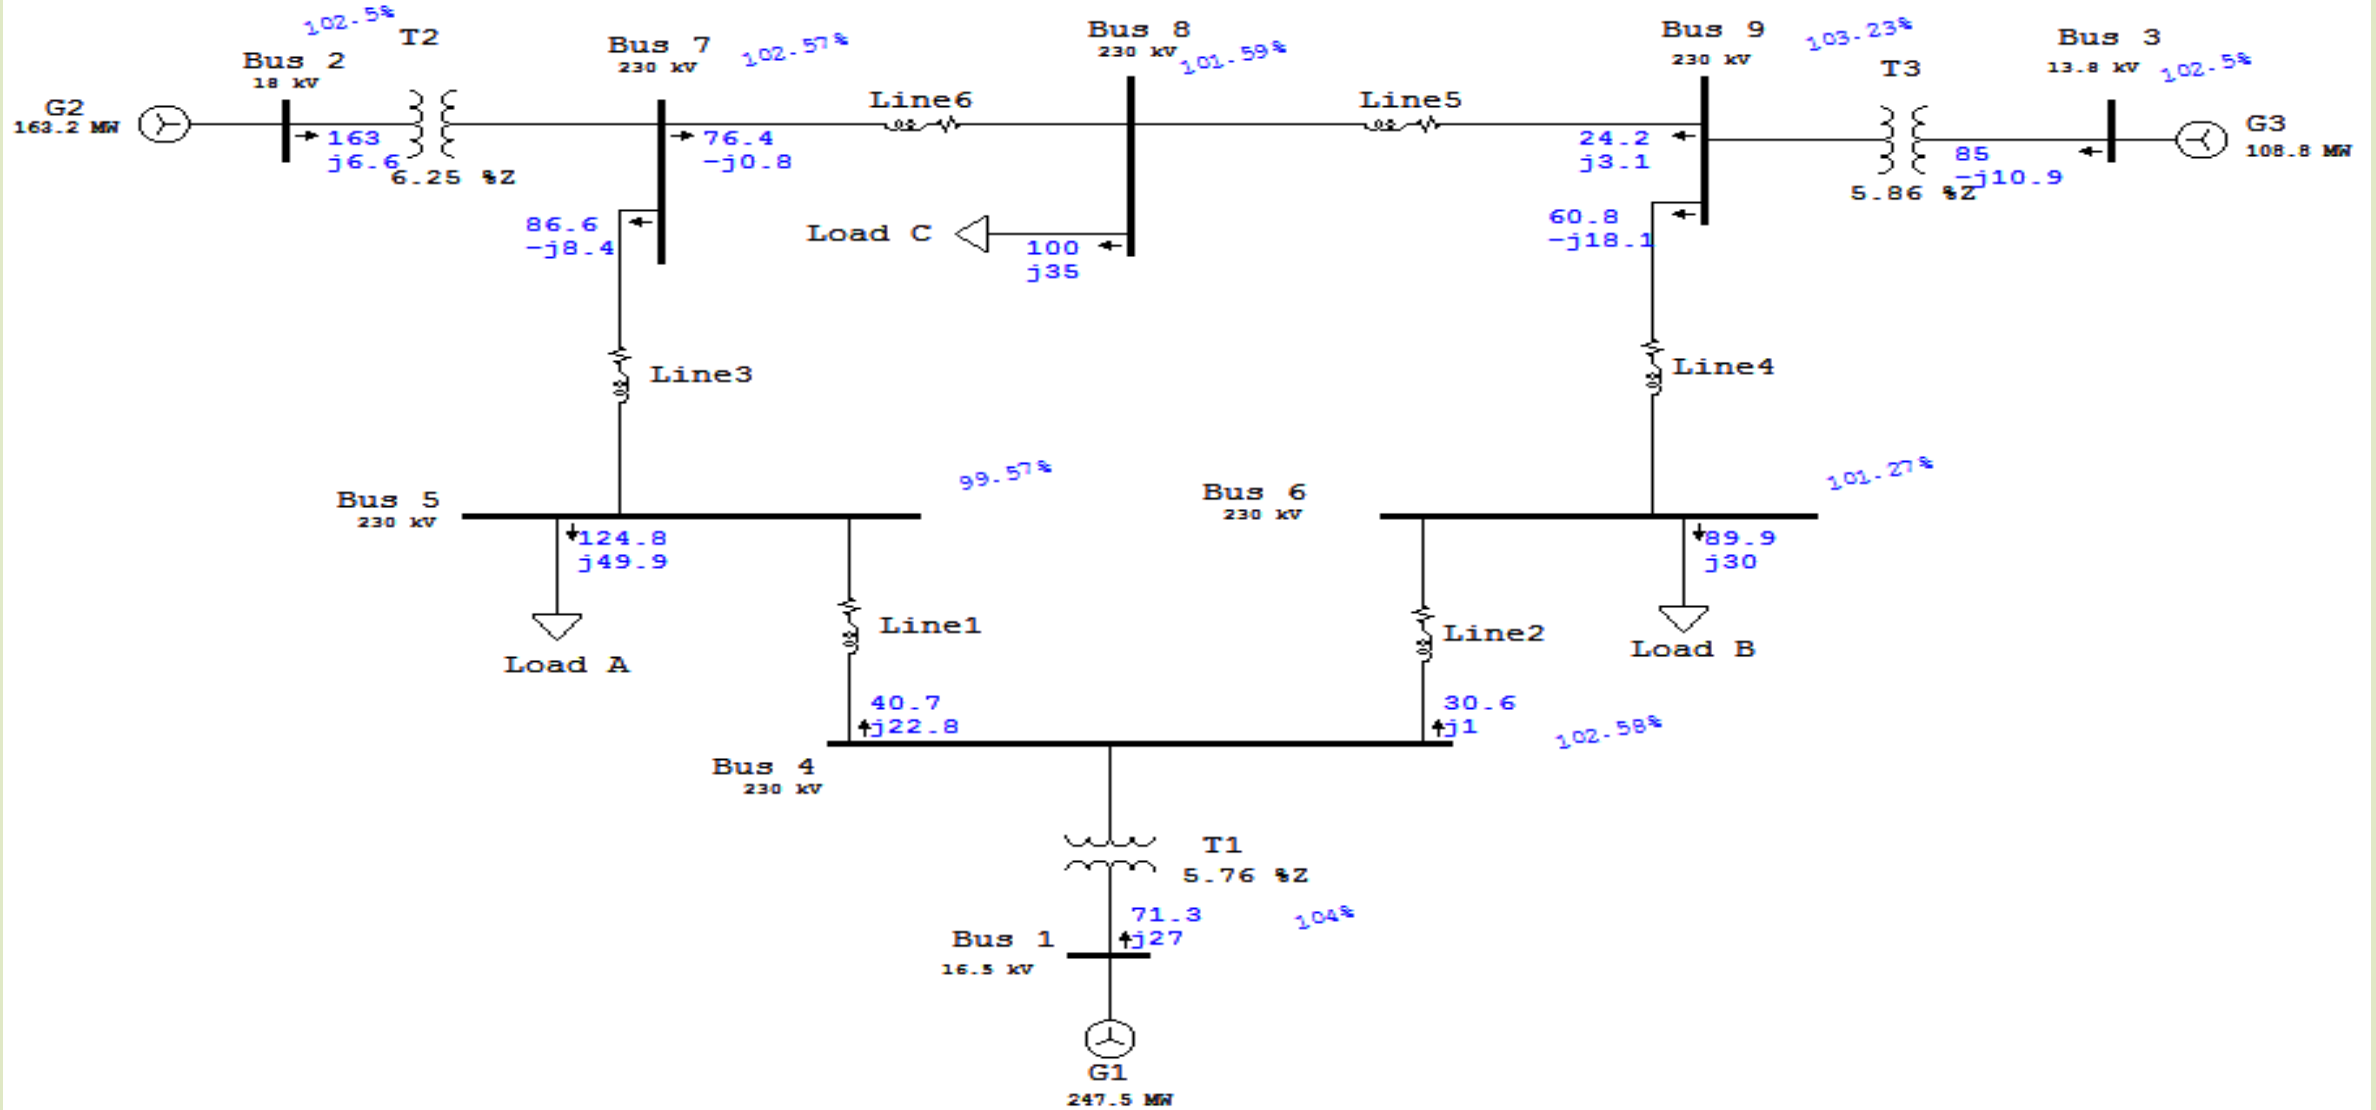 102.5%
T2
Bus 2
18 kV
G2
163.2 MW
163
j6.6
6.25 %Z
Bus 7
230 kV
102.57%
76.4
-j0.8
86.6
-j8.4
Line6
Bus 8
230 kV
101.59%
Load C
100
j35
Line5
Bus 9
230 kV
103.23%
24.2
j3.1
60.8
-j18.1
T3
5.86 %Z
Bus 3
13.8 kV
102.5%
85
-j10.9
G3
108.8 MW
Line3
Line4
Bus 5
230 kV
99.57%
124.8
j49.9
Load A
Line1
Bus 6
230 kV
101.27%
89.9
j30
Load B
Line2
40.7
j22.8
30.6
j1
102.58%
Bus 4
230 kV
T1
5.76 %Z
71.3
j27
104%
Bus 1
16.5 kV
G1
247.5 MW